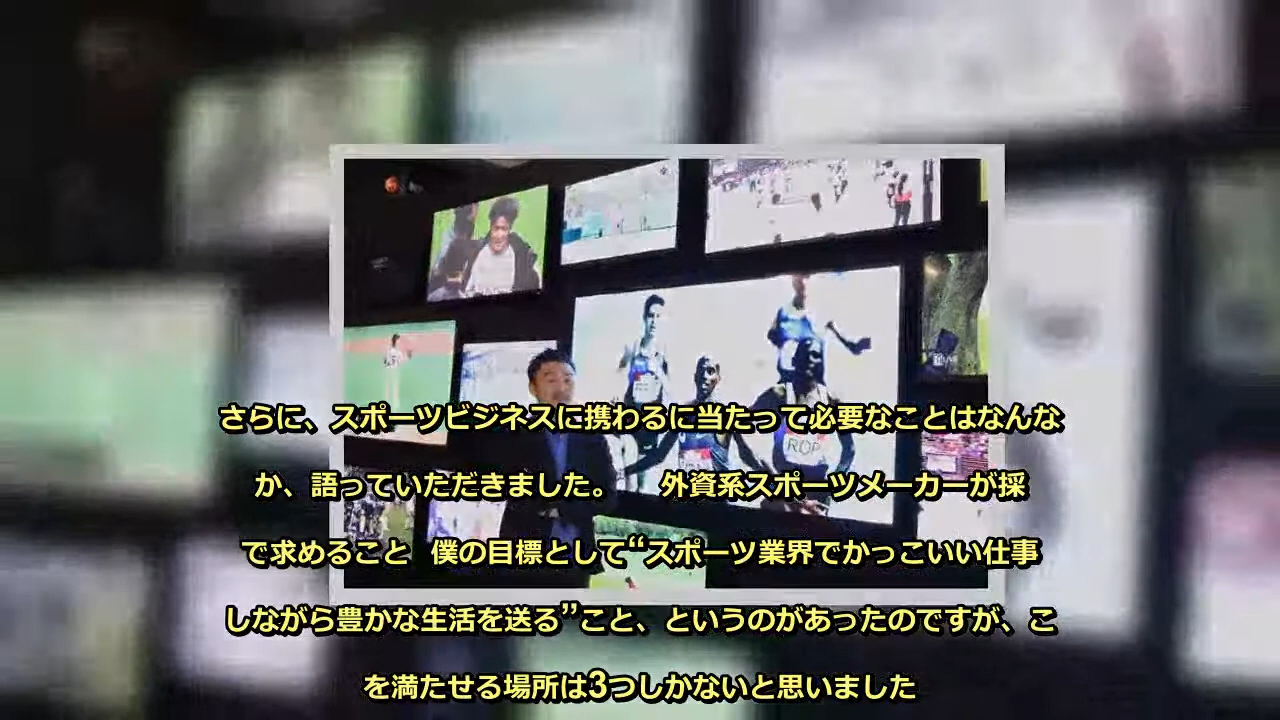 さらに、スポーツビジネスに携わるに当たって必要なことはなんな
か、語っていただきました。　　外資系スポーツメーカーが採
で求めること　僕の目標として“スポーツ業界でかっこいい仕事
しながら豊かな生活を送る”こと、というのがあったのですが、こ
を満たせる場所は3つしかないと思いました